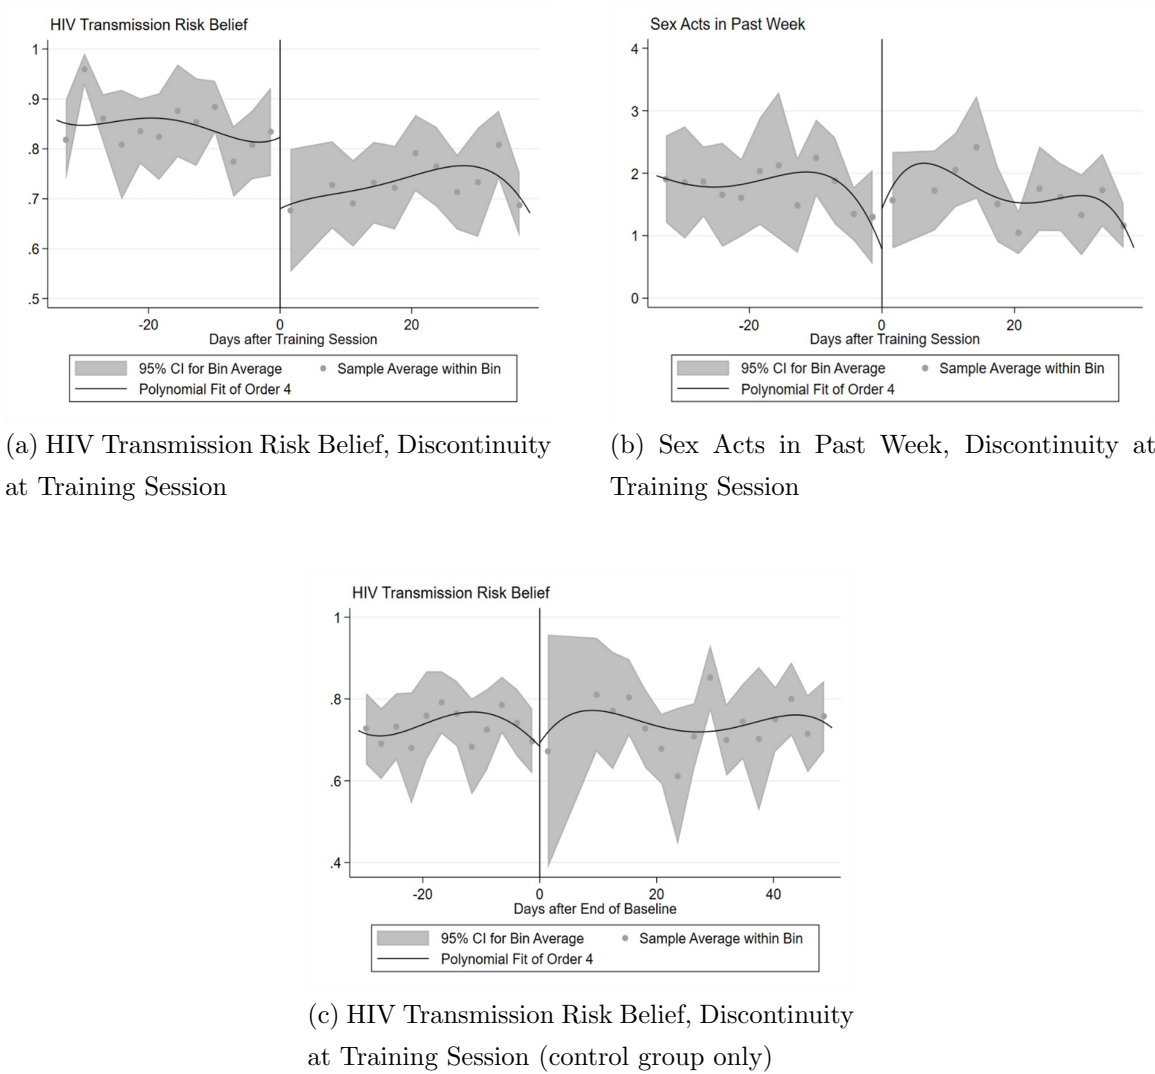 HIV Transmission Risk Belief
1
.9
.8
.7
.6
.5
-20 0 20
Days after Training Session
95% CI for Bin Average Sample Average within Bin
Polynomial Fit of Order 4
(a) HIV Transmission Risk Belief, Discontinuity
at Training Session
Sex Acts in Past Week
4
3
2
1
0
-20 0 20
Days after Training Session
95% CI for Bin Average Sample Average within Bin
Polynomial Fit of Order 4
(b) Sex Acts in Past Week, Discontinuity at
Training Session
HIV Transmission Risk Belief
1
.8
.6
.4
-20 0 20 40
Days after End of Baseline
95% CI for Bin Average Sample Average within Bin
Polynomial Fit of Order 4
(c) HIV Transmission Risk Belief, Discontinuity
at Training Session (control group only)